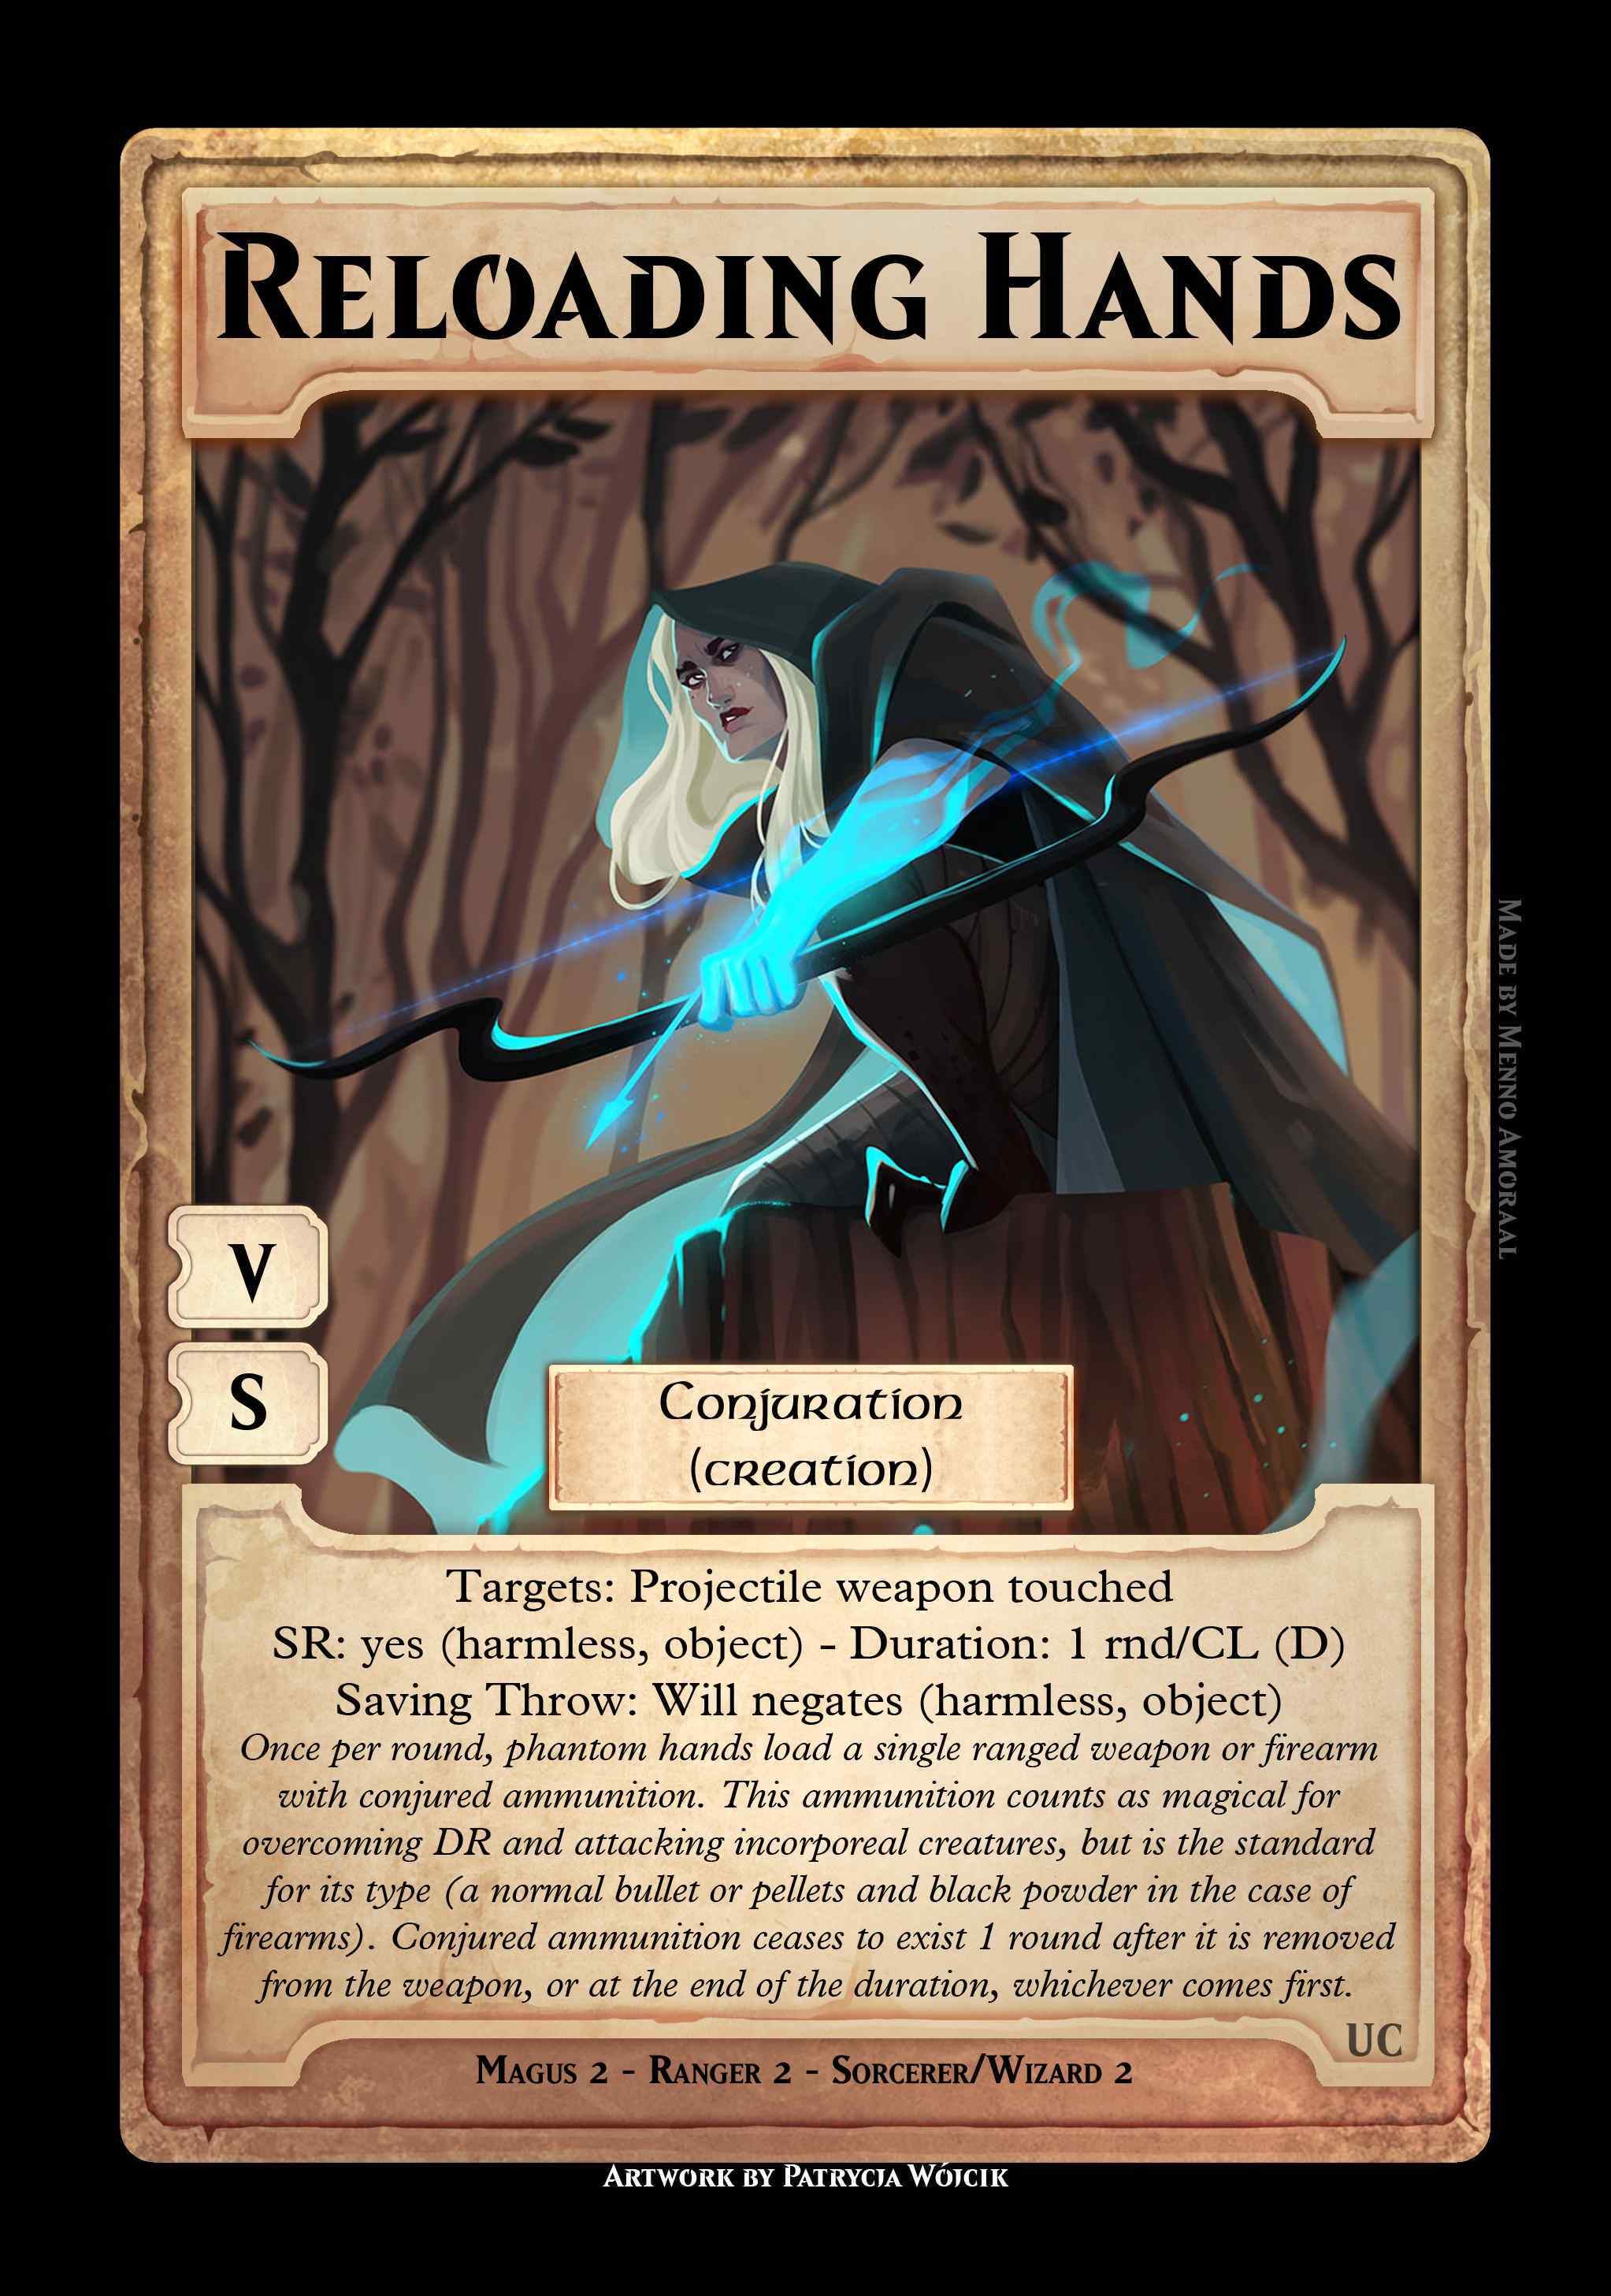 Reloading Hands
V
S
Conjuration
(creation)
Targets: Projectile weapon touched
SR: yes (harmless, object) - Duration: 1 rnd/CL (D)
Saving Throw: Will negates (harmless, object)
Once per round, phantom hands load a single ranged weapon or firearm
with conjured ammunition. This ammunition counts as magical for
overcoming DR and attacking incorporeal creatures, but is the standard
for its type (a normal bullet or pellets and black powder in the case of
firearms). Conjured ammunition ceases to exist 1 round after it is removed
from the weapon, or at the end of the duration, whichever comes first.
UC
Magus 2 - Ranger 2 - Sorcerer/Wizard 2
Artwork by Patrycja Wójcik
Made by Menno Amoraal